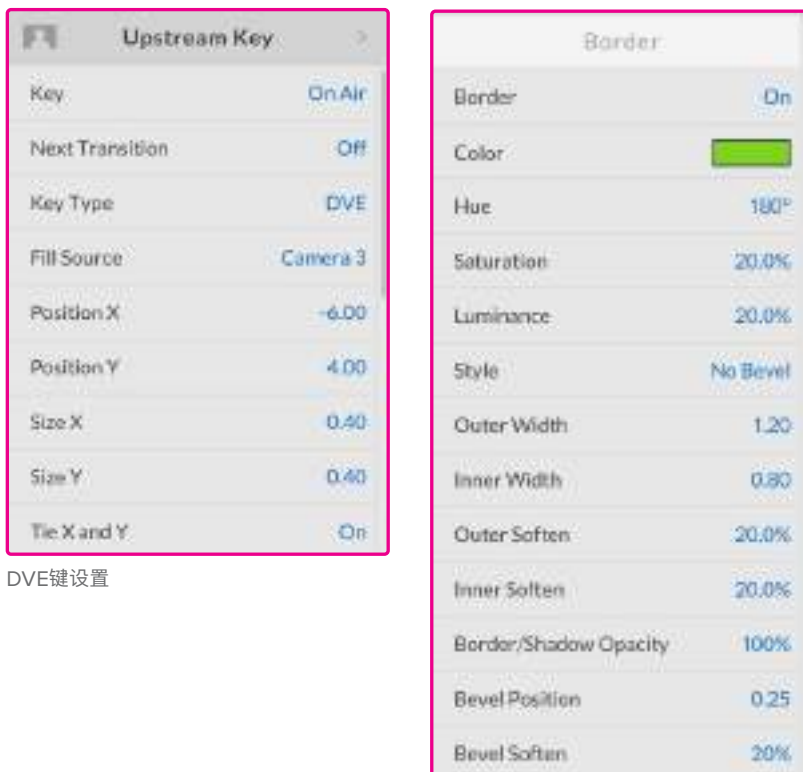 Upstream Key
Key On Air
Next Transition Off
Key Type DVE
Fill Source Camera 3
Position X -6.00
Position Y 4.00
Size X 0.40
Size Y 0.40
Tie X and Y On
DVE键设置
Border
Border On
Color
Hue 180°
Saturation 20.0%
Luminance 20.0%
Style No Bevel
Outer Width 1.20
Inner Width 0.80
Outer Soften 20.0%
Inner Soften 20.0%
Border/Shadow Opacity 100%
Bevel Position 0.25
Bevel Soften 20%